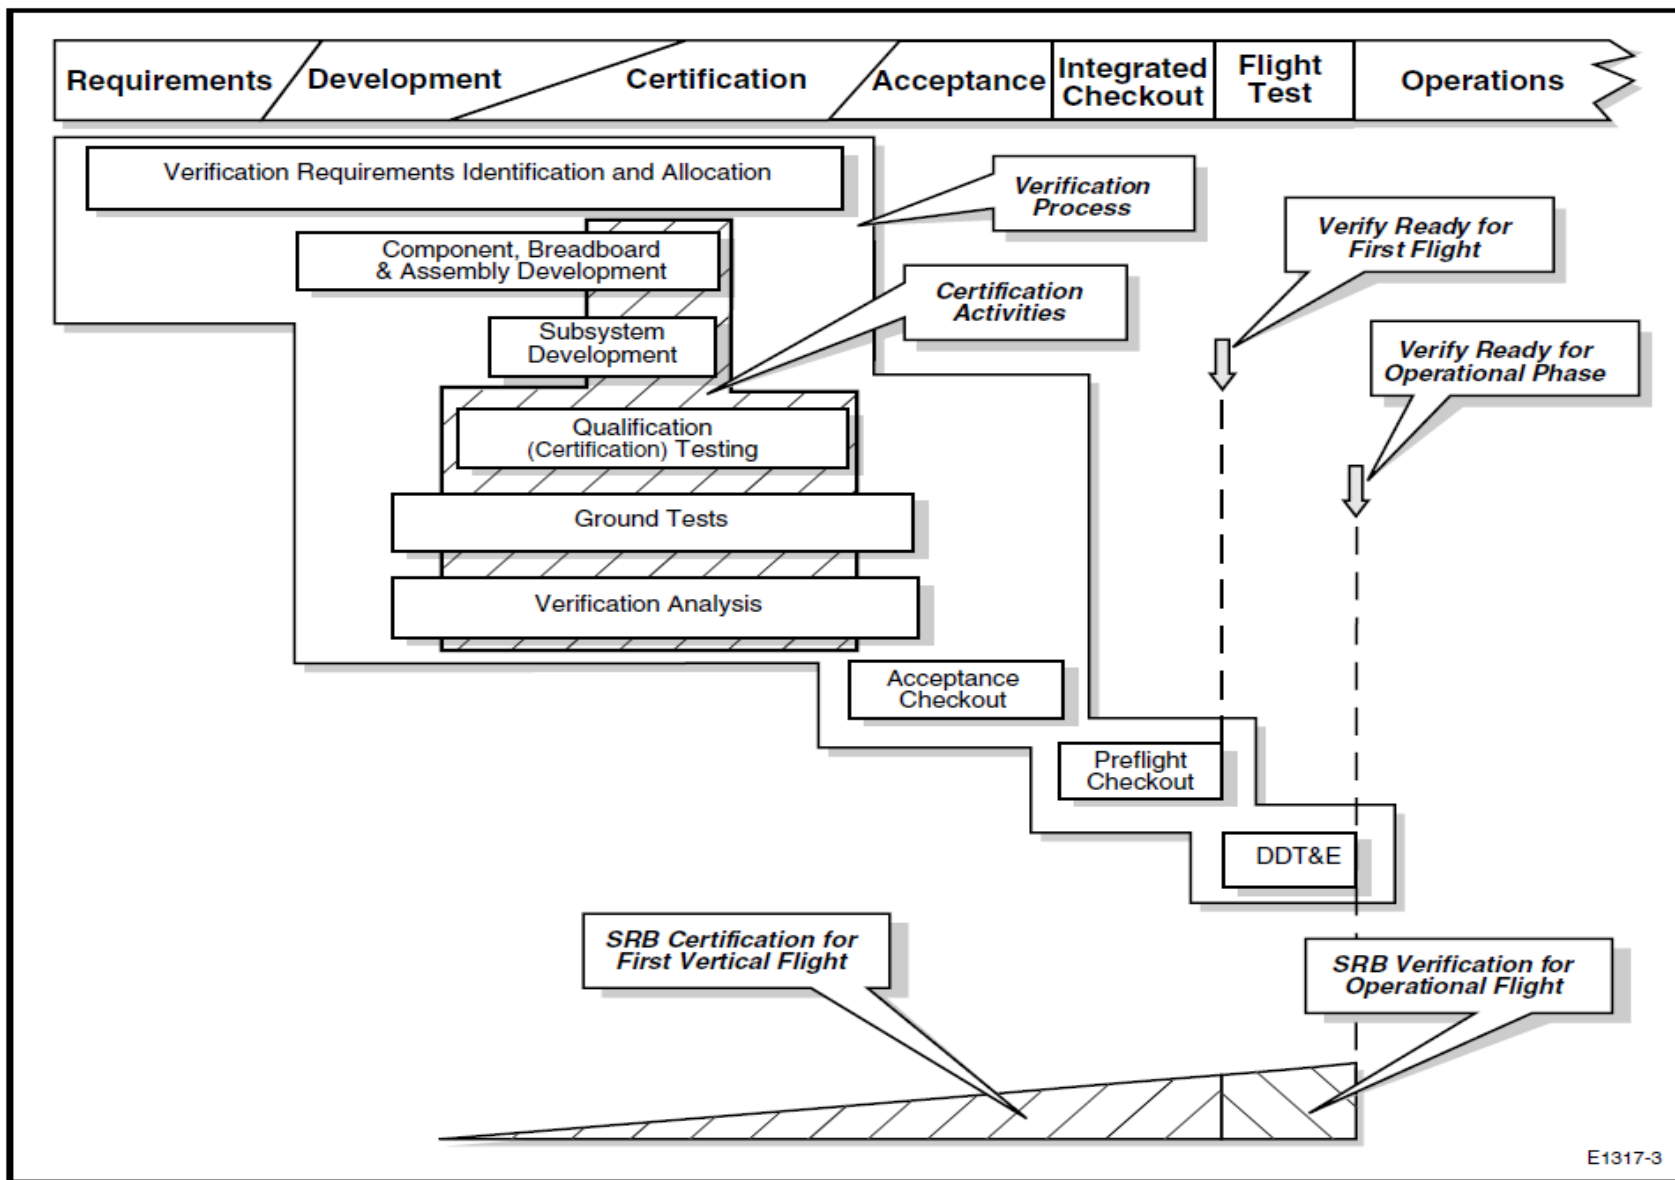 Requirements
Development
Certification
Acceptance
Integrated
Checkout
Flight
Test
Operations
Verification Requirements Identification and Allocation
Verification
Process
Verify Ready for
First Flight
Component, Breadboard
& Assembly Development
Certification
Activities
Subsystem
Development
Verify Ready for
Operational Phase
Qualification
(Certification) Testing
Ground Tests
Verification Analysis
Acceptance
Checkout
Preflight
Checkout
DDT&E
SRB Certification for
First Vertical Flight
SRB Verification for
Operational Flight
E1317-3